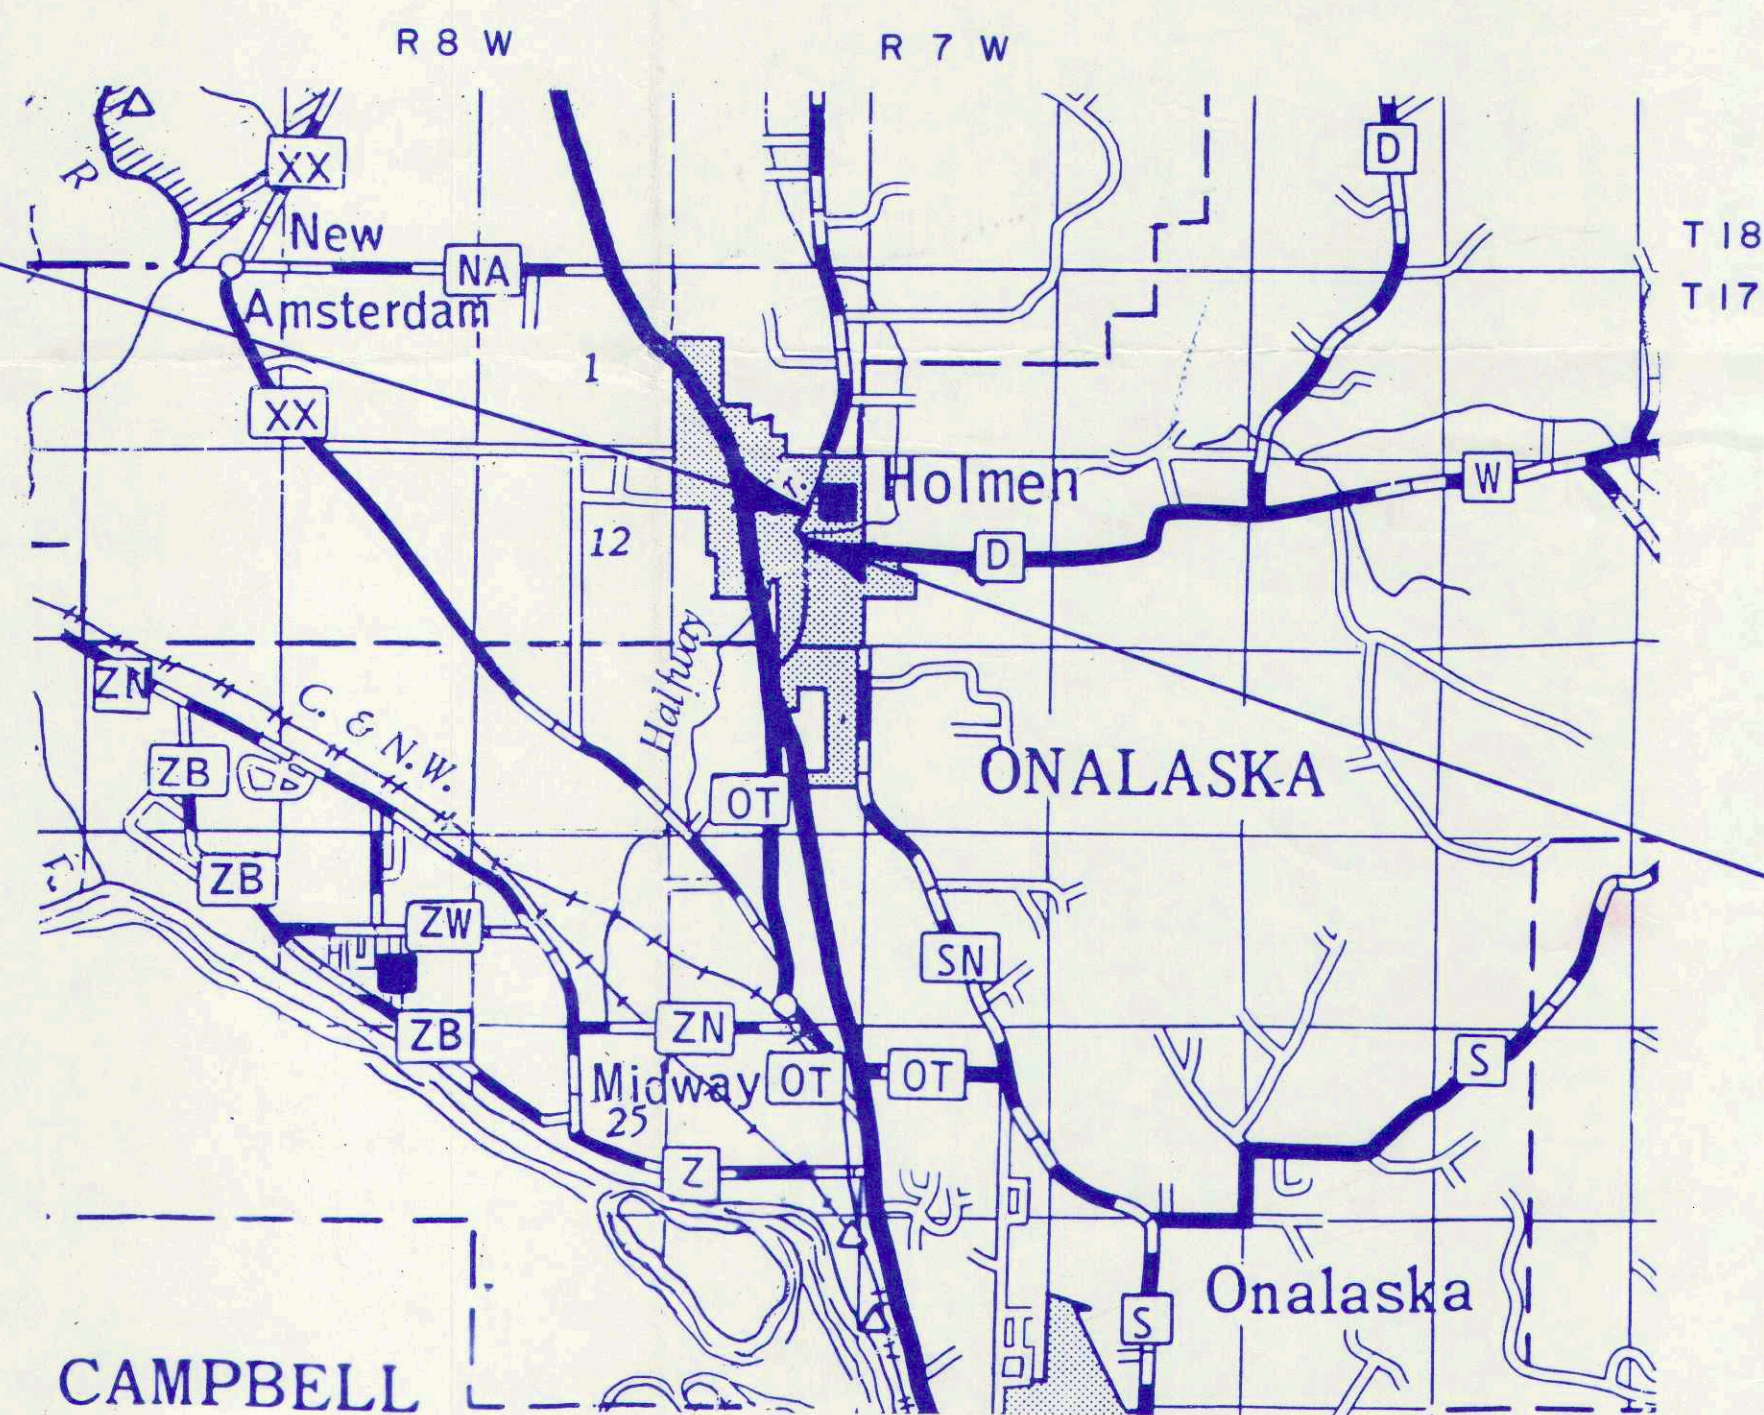 R 8 W
R 7 W
XX
D
R
New
T 18
NA
T 17
Amsterdam
1
XX
Holmen
W
12
D
ZN
Halfway
C. & N.W.
ZB
ONALASKA
OT
ZB
ZW
SN
ZN
ZB
S
Midway
OT
OT
25
Z
Onalaska
S
CAMPBELL